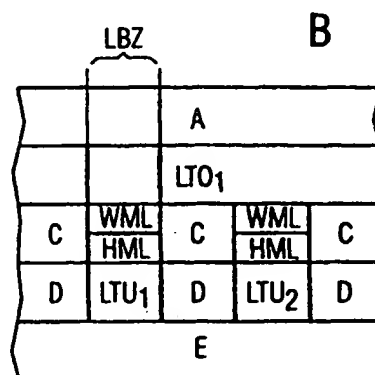 B
LBZ
A
LTO1
C WML HML C WML HML C
D LTU1 D LTU2 D
E